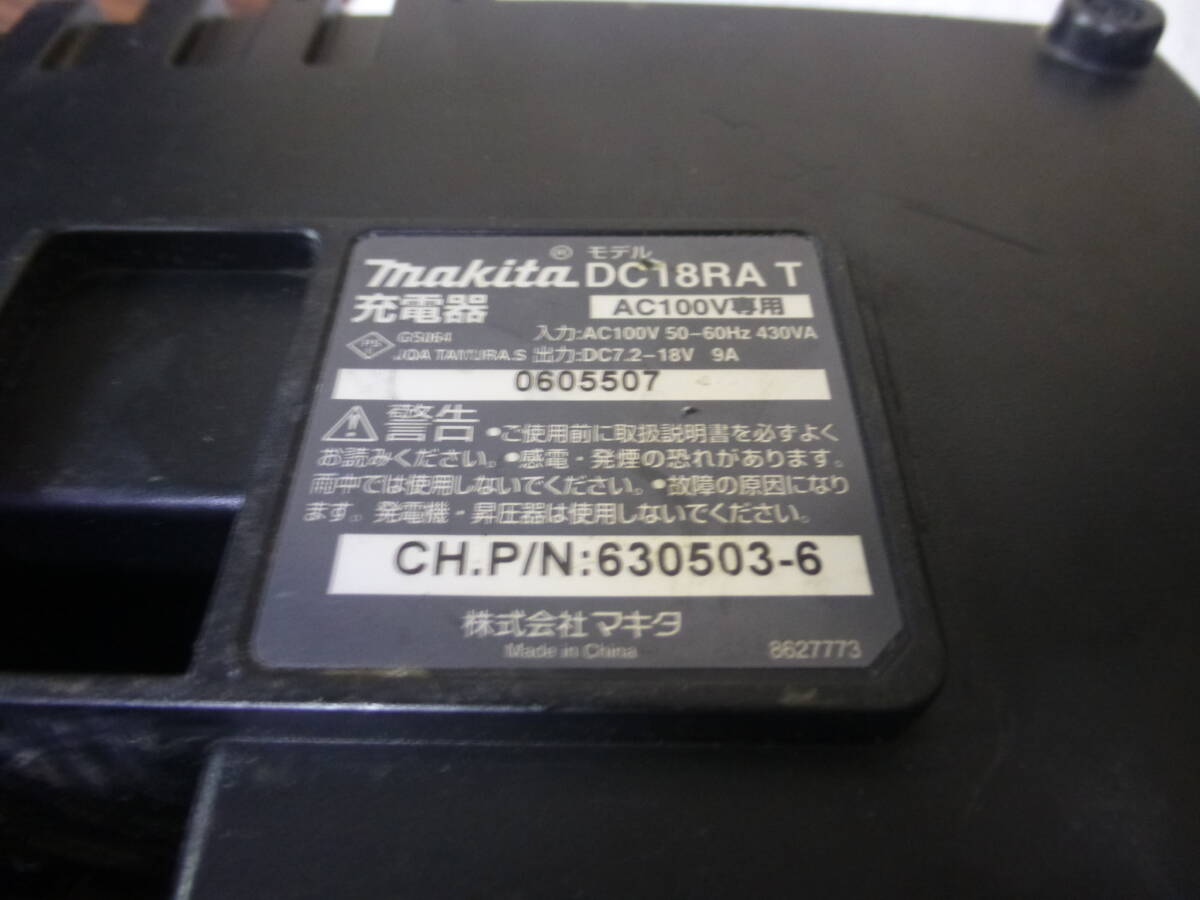 ® モデル
makita DC18RA T
充電器 AC100V専用
入力:AC100V 50-60Hz 430VA
JQA TAMURA.S 出力:DC7.2-18V 9A
0605507
警告 •ご使用前に取扱説明書を必ずよく
お読みください。•感電・発煙の恐れがあります。
雨中では使用しないでください。•故障の原因になり
ます。発電機・昇圧器は使用しないでください。
CH.P/N:630503-6
株式会社マキタ
Made in China 8627773